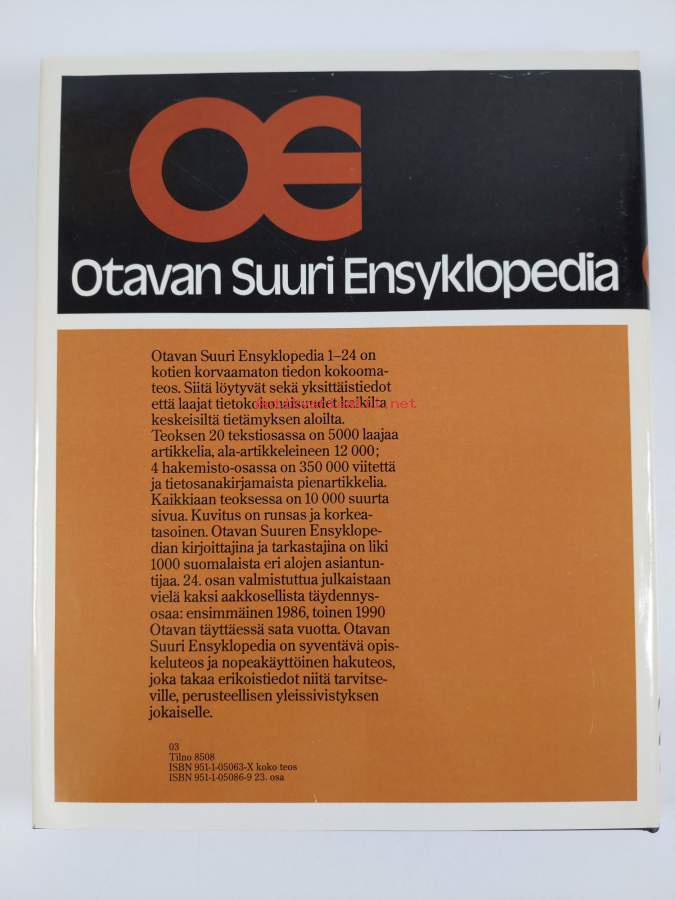 OE
Otavan Suuri Ensyklopedia
Otavan Suuri Ensyklopedia 1–24 on
kotien korvaamaton tiedon kokooma-
teos. Siitä löytyvät sekä yksittäistiedot
että laajat tietokokonaisuudet kaikilta
keskeisiltä tietämyksen aloilta.
Teoksen 20 tekstiosassa on 5000 laajaa
artikkelia, ala-artikkeleineen 12 000;
4 hakemisto-osassa on 350 000 viitettä
ja tietosanakirjamaista pienartikkelia.
Kaikkiaan teoksessa on 10 000 suurta
sivua. Kuvitus on runsas ja korkea-
tasoinen. Otavan Suuren Ensyklope-
dian kirjoittajina ja tarkastajina on liki
1000 suomalaista eri alojen asiantun-
tijaa. 24. osan valmistuttua julkaistaan
vielä kaksi aakkosellista täydennys-
osaa: ensimmäinen 1986, toinen 1990
Otavan täyttäessä sata vuotta. Otavan
Suuri Ensyklopedia on syventävä opis-
keluteos ja nopeakäyttöinen hakuteos,
joka takaa erikoistiedot niitä tarvitse-
ville, perusteellisen yleissivistyksen
jokaiselle.
03
Tilno 8508
ISBN 951-1-05063-X koko teos
ISBN 951-1-05086-9 23. osa